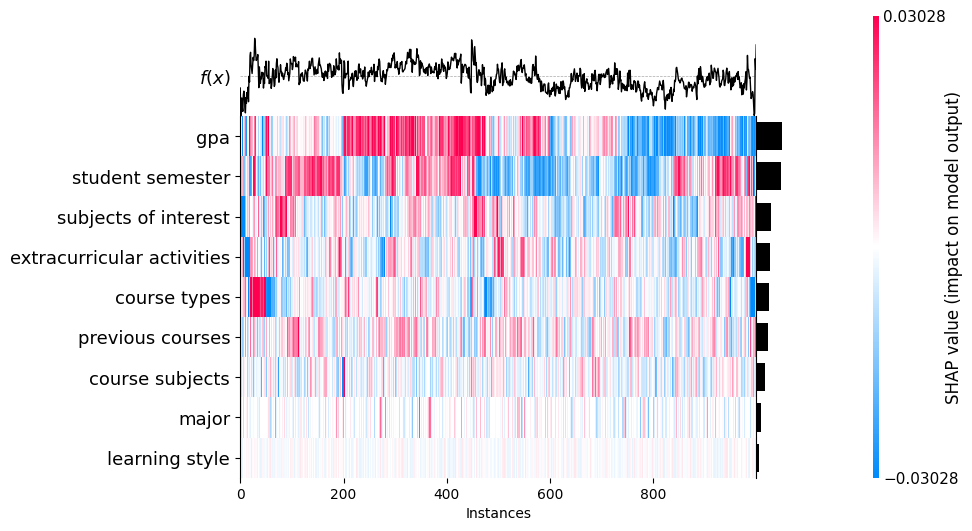 0.03028
f(x)
gpa
student semester
subjects of interest
extracurricular activities
course types
previous courses
course subjects
major
learning style
0 200 400 600 800
Instances
−0.03028
SHAP value (impact on model output)